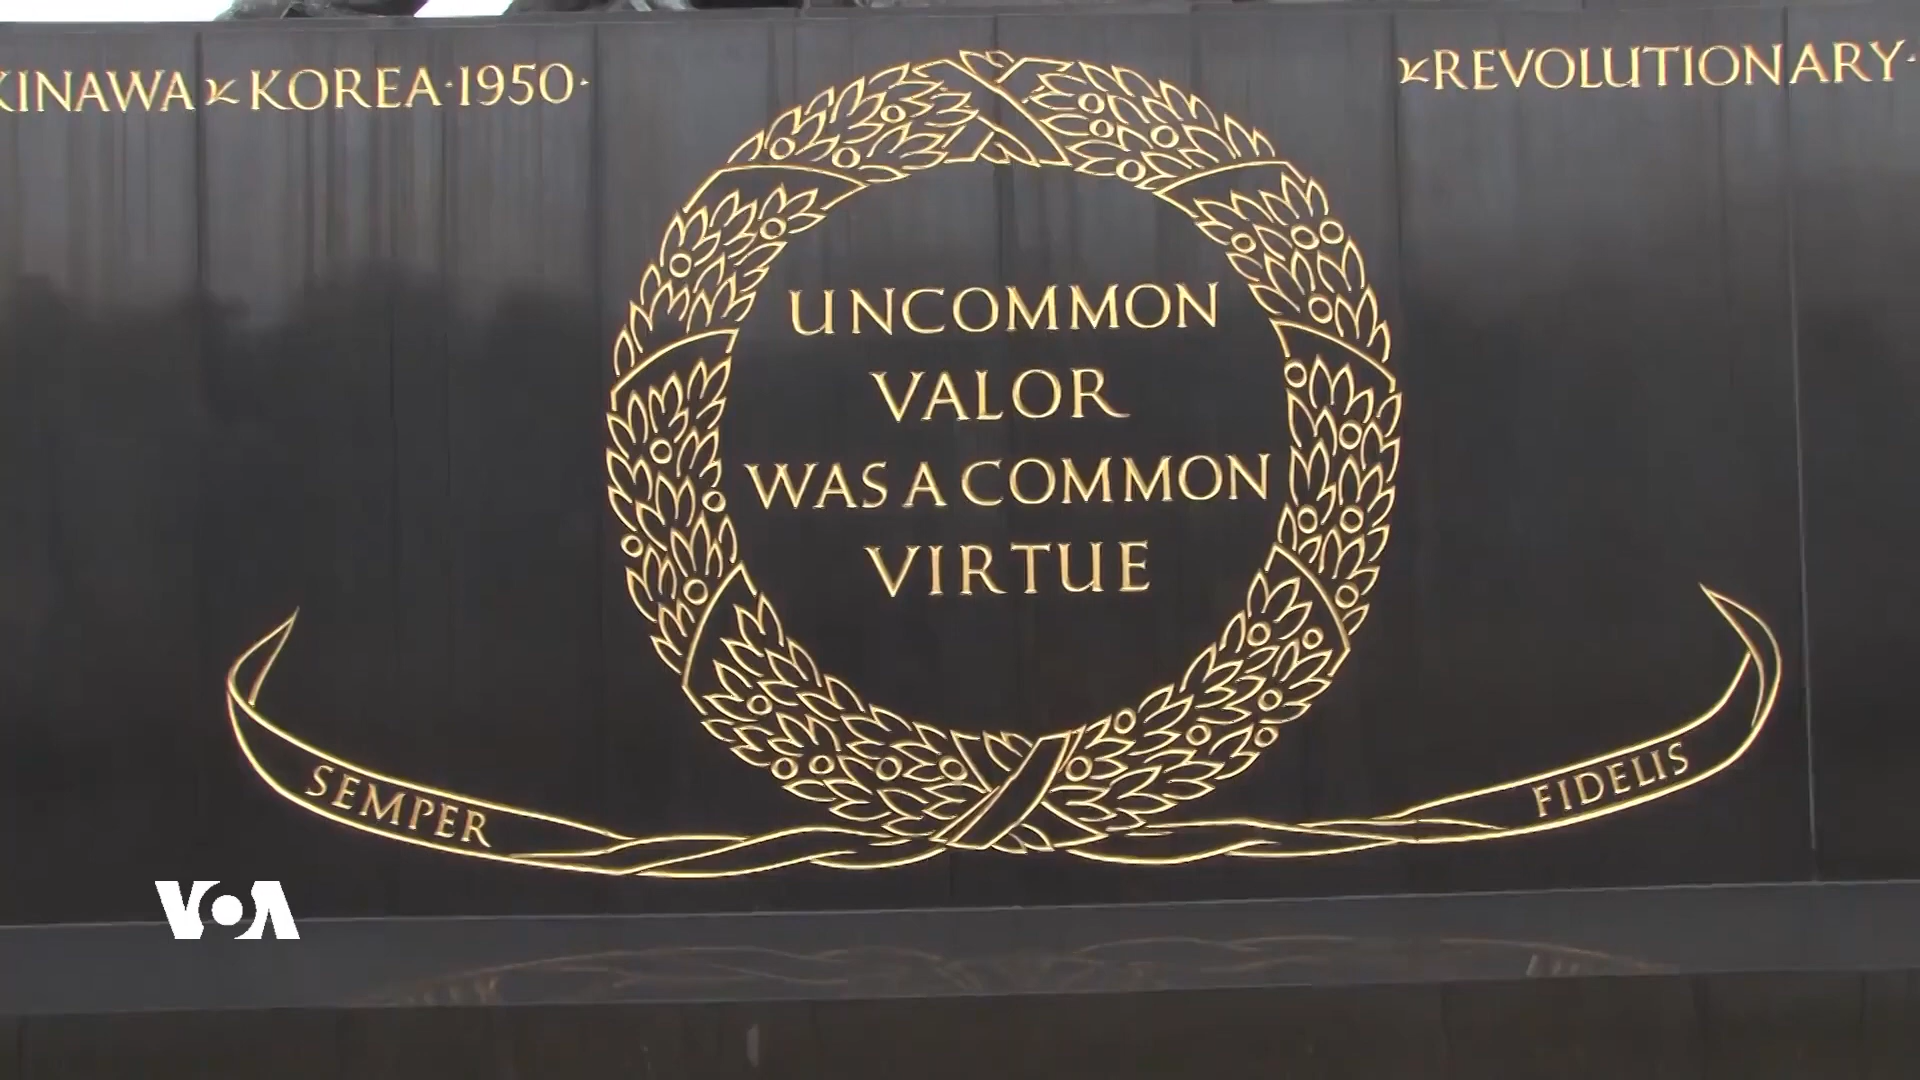 KINAWA KOREA·1950·
REVOLUTIONARY·
UNCOMMON
VALOR
WAS A COMMON
VIRTUE
SEMPER
FIDELIS
VOA